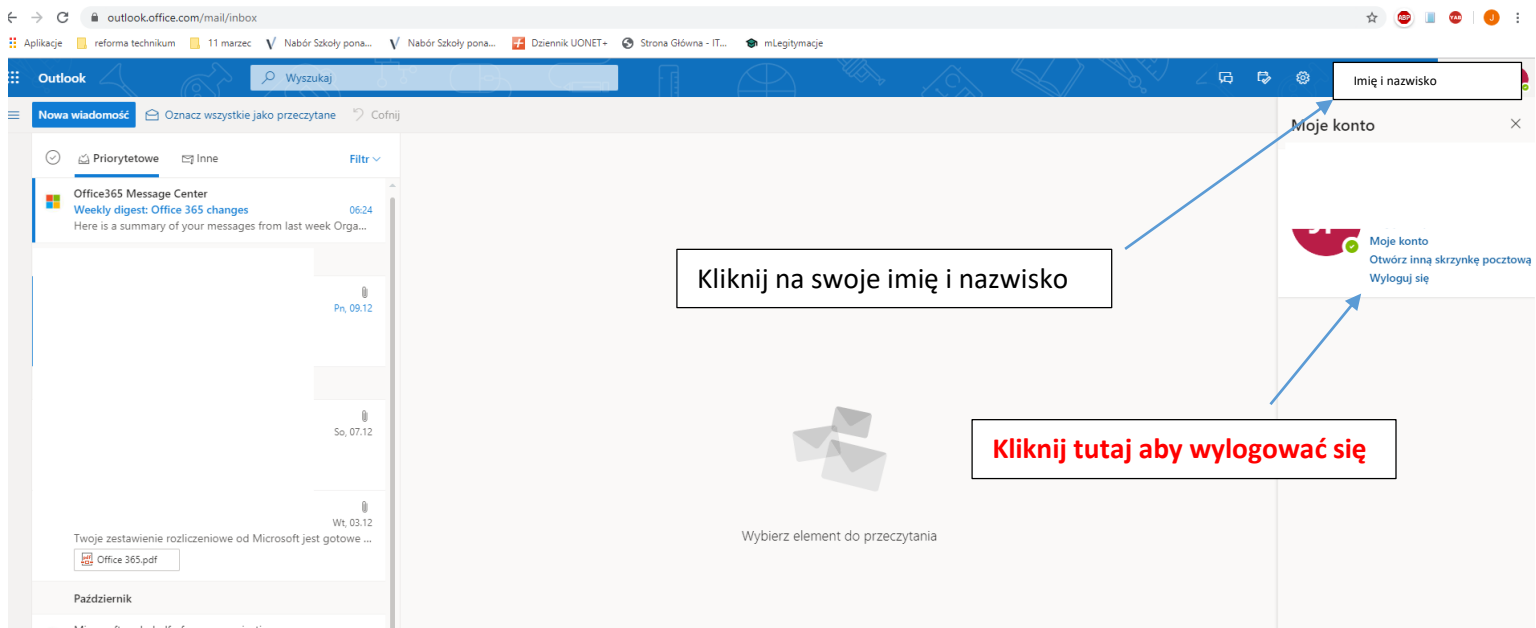 outlook.office.com/mail/inbox
ABP
J
Aplikacje reforma technikum 11 marzec Nabór Szkoły pona... Nabór Szkoły pona... Dziennik UONET+ Strona Główna - IT... mLegitymacje
Outlook Wyszukaj Imię i nazwisko
Nowa wiadomość Oznacz wszystkie jako przeczytane Cofnij
Moje konto
Priorytetowe Inne Filtr
Office365 Message Center
Weekly digest: Office 365 changes 06:24
Here is a summary of your messages from last week Orga...
Moje konto
Otwórz inną skrzynkę pocztową
Wyloguj się
Kliknij na swoje imię i nazwisko
Pn, 09.12
So, 07.12
Kliknij tutaj aby wylogować się
Wt, 03.12
Twoje zestawienie rozliczeniowe od Microsoft jest gotowe ...
Office 365.pdf
Wybierz element do przeczytania
Październik